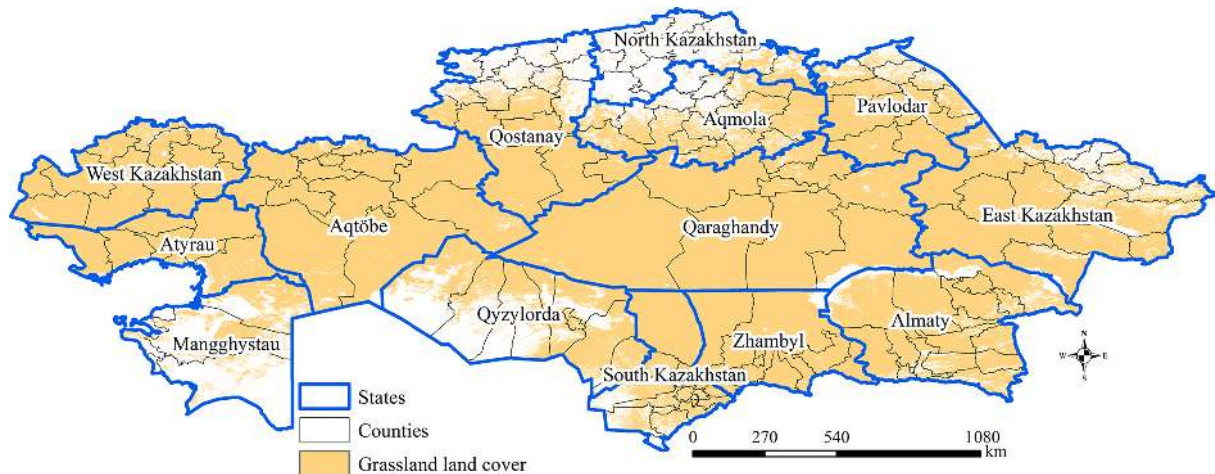 North Kazakhstan
Pavlodar
Aqmola
Qostanay
West Kazakhstan
East Kazakhstan
Aqtöbe
Qaraghandy
Atyrau
Qyzylorda
Almaty
Mangghystau
Zhambyl
N
W E
S
South Kazakhstan
States
Counties
Grassland land cover
0 270 540 1080
km